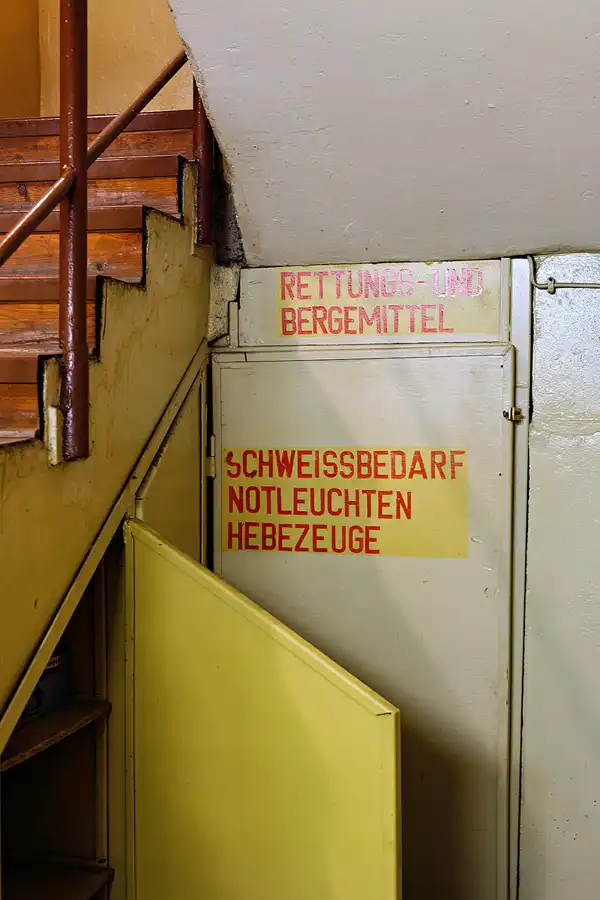 RETTUNGS-UND
BERGEMITTEL
SCHWEISSBEDARF
NOTLEUCHTEN
HEBEZEUGE